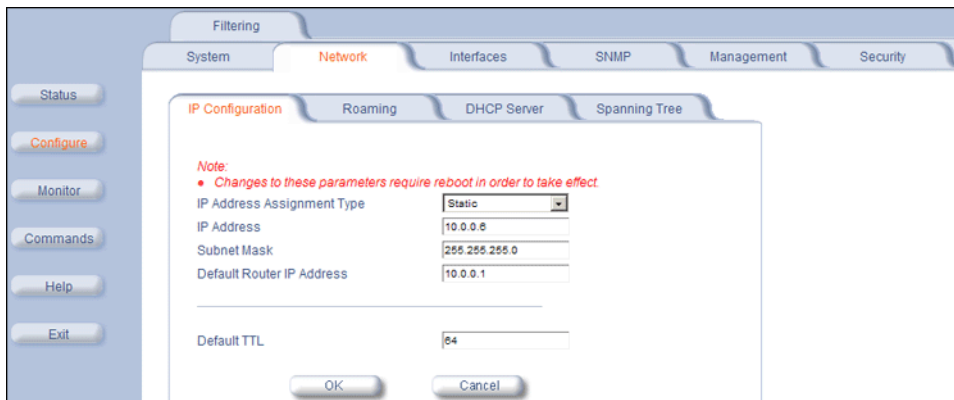 Filtering
System Network Interfaces SNMP Management Security
Status
Configure
Monitor
Commands
Help
Exit
IP Configuration Roaming DHCP Server Spanning Tree
Note:
• Changes to these parameters require reboot in order to take effect.
IP Address Assignment Type Static
IP Address 10.0.0.6
Subnet Mask 255.255.255.0
Default Router IP Address 10.0.0.1
Default TTL 64
OK Cancel